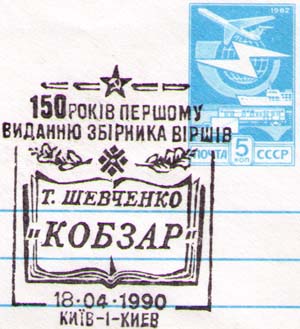 1982
ПОЧТА 5 КОП СССР
150 РОКІВ ПЕРШОМУ
ВИДАННЮ ЗБІРНИКА ВІРШІВ
Т. ШЕВЧЕНКО
"КОБЗАР"
18·04·1990
КИЇВ-1-КИЕВ